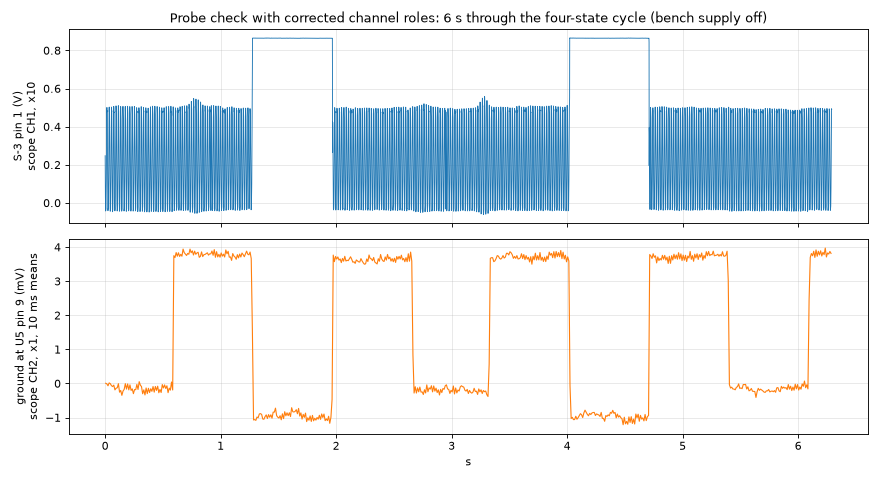 Probe check with corrected channel roles: 6 s through the four-state cycle (bench supply off)
S-3 pin 1 (V)
scope CH1, x10
0.8
0.6
0.4
0.2
0.0
ground at U5 pin 9 (mV)
scope CH2, x1, 10 ms means
4
3
2
1
0
−1
0 1 2 3 4 5 6
s